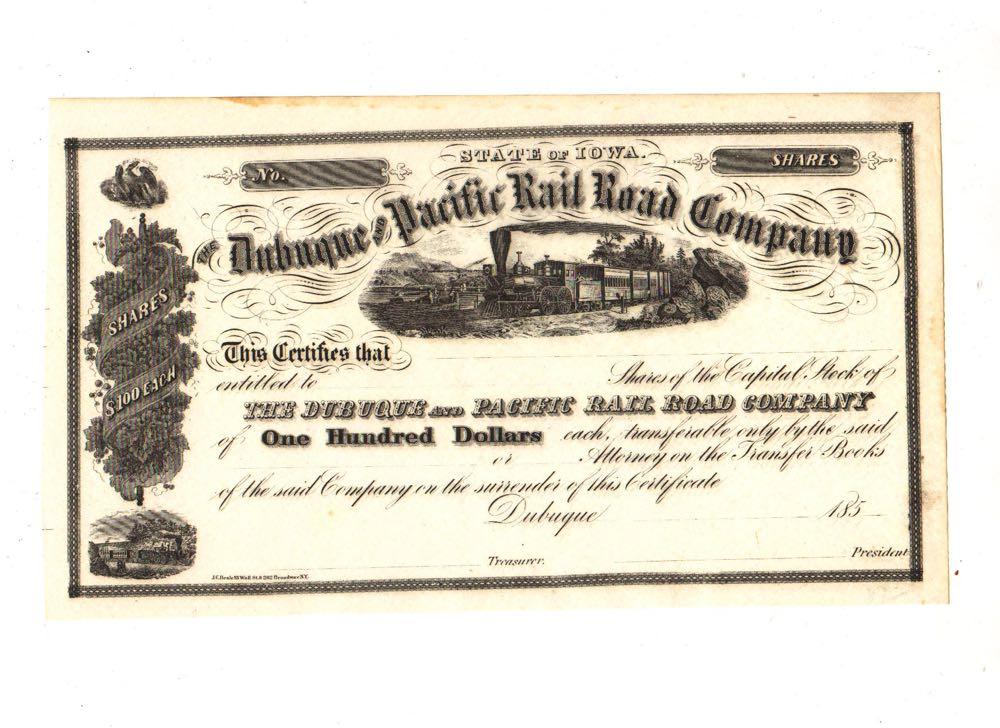 STATE OF IOWA.
No.
SHARES
THE Dubuque AND Pacific Rail Road Company
SHARES
$100 EACH
This Certifies that
entitled to Shares of the Capital Stock of
THE DUBUQUE AND PACIFIC RAIL ROAD COMPANY
of One Hundred Dollars each, transferable only by the said
or Attorney on the Transfer Books
of the said Company on the surrender of this Certificate
Dubuque 185
Treasurer.
President
Wall St. & Broadway N.Y.